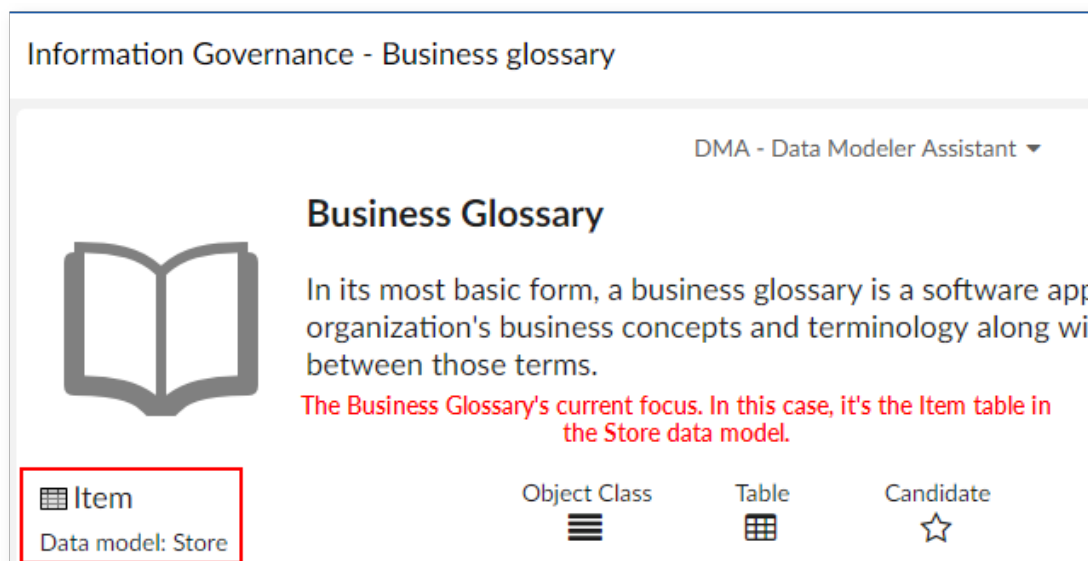 Information Governance - Business glossary
DMA - Data Modeler Assistant
Business Glossary
In its most basic form, a business glossary is a software
organization's business concepts and terminology along
between those terms.
The Business Glossary's current focus. In this case, it's the Item table in
the Store data model.
Item
Data model: Store
Object Class
Table
Candidate